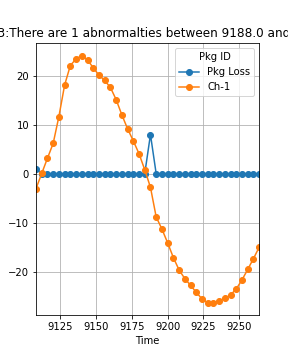 3:There are 1 abnormalties between 9188.0 and
Pkg ID
Pkg Loss
Ch-1
20
10
0
−10
−20
9125 9150 9175 9200 9225 9250
Time